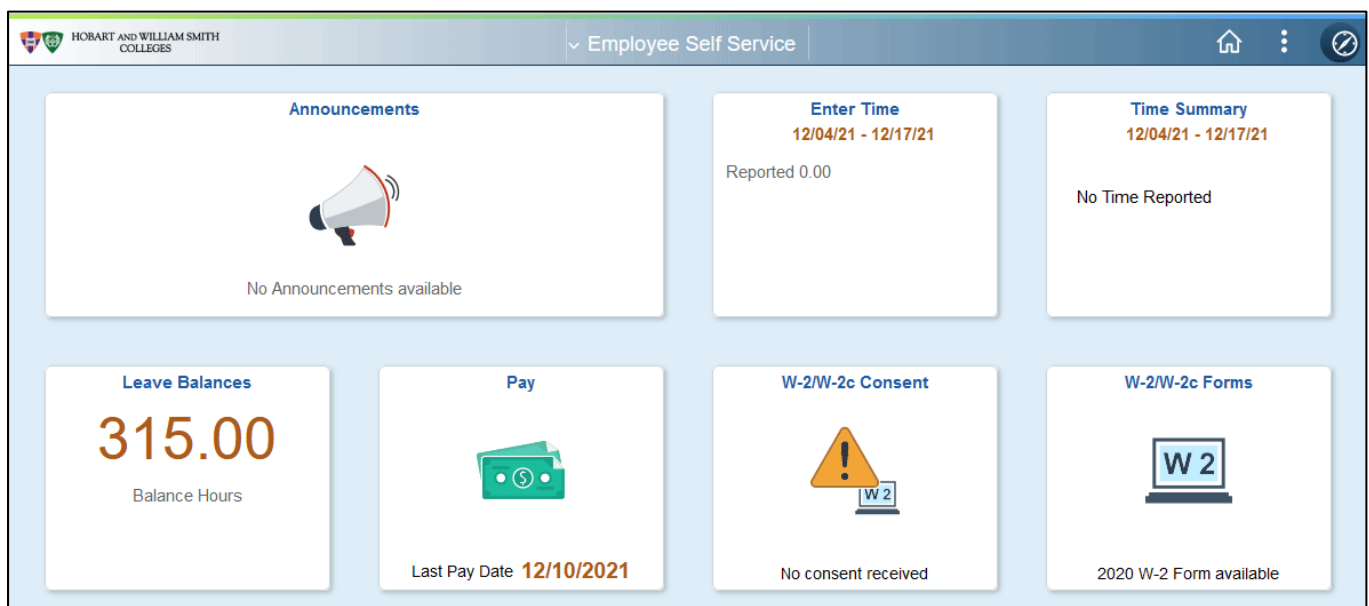 HOBART AND WILLIAM SMITH
COLLEGES
Employee Self Service
Announcements
No Announcements available
Enter Time
12/04/21 - 12/17/21
Reported 0.00
Time Summary
12/04/21 - 12/17/21
No Time Reported
Leave Balances
315.00
Balance Hours
Pay
$
Last Pay Date 12/10/2021
W-2/W-2c Consent
!
W 2
No consent received
W-2/W-2c Forms
W 2
2020 W-2 Form available